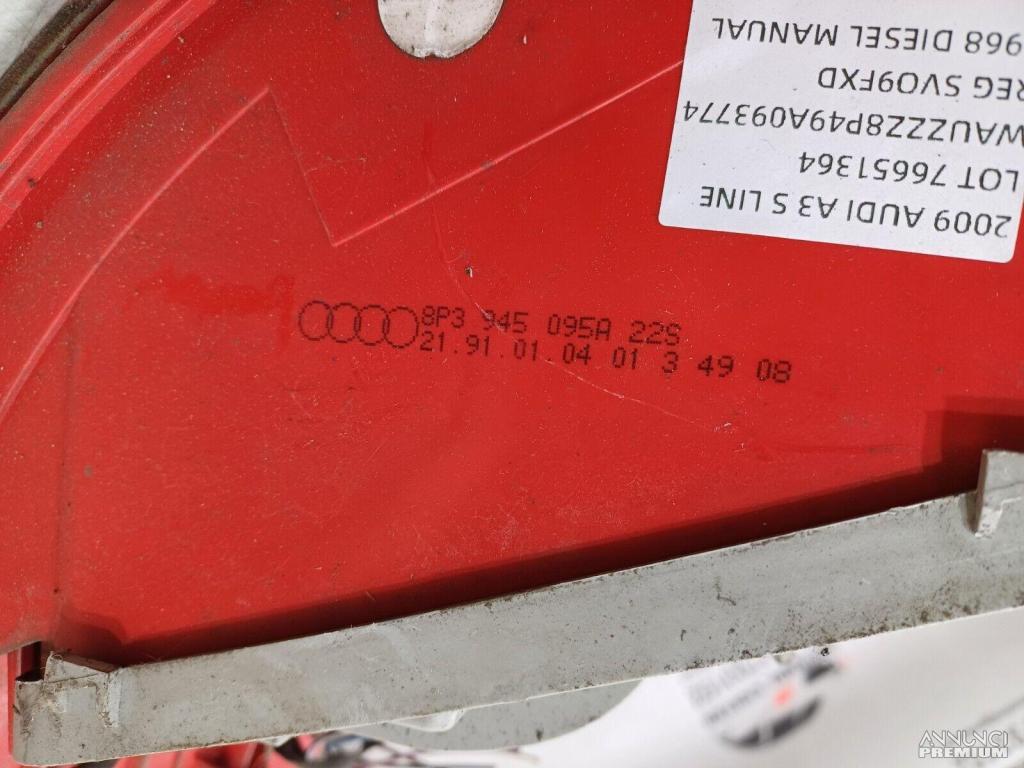 2009 AUDI A3 S LINE
LOT 76651364
WAUZZZ8P49A093774
REG SV09FXD
968 DIESEL MANUAL
8P3 945 095A 22S
21.91.01.04 01 3 49 08
ANNUNCI
PREMIUM